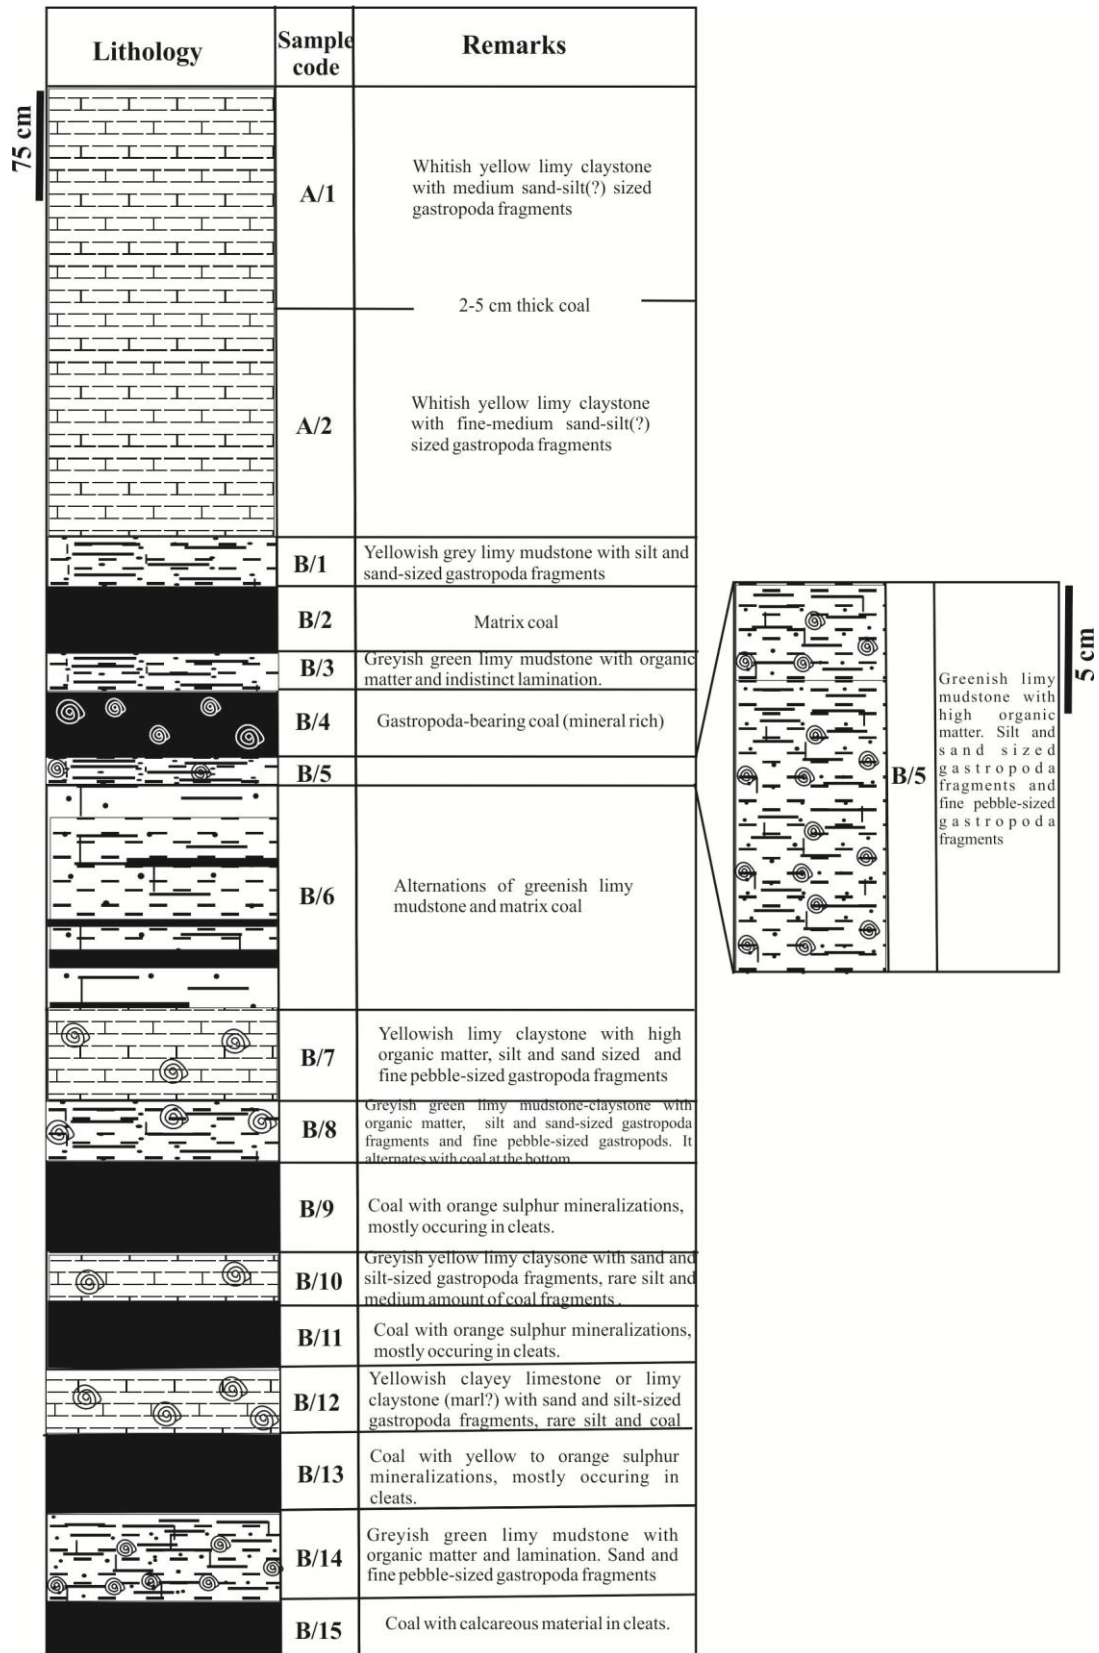 Lithology
Sample
code
Remarks
75 cm
A/1
Whitish yellow limy claystone
with medium sand-silt(?) sized
gastropoda fragments
2-5 cm thick coal
A/2
Whitish yellow limy claystone
with fine-medium sand-silt(?)
sized gastropoda fragments
B/1
Yellowish grey limy mudstone with silt and
sand-sized gastropoda fragments
B/2
Matrix coal
B/3
Greyish green limy mudstone with organic
matter and indistinct lamination.
B/4
Gastropoda-bearing coal (mineral rich)
B/5
B/6
Alternations of greenish limy
mudstone and matrix coal
B/7
Yellowish limy claystone with high
organic matter, silt and sand sized and
fine pebble-sized gastropoda fragments
B/8
Greyish green limy mudstone-claystone with
organic matter, silt and sand-sized gastropoda
fragments and fine pebble-sized gastropods. It
alternates with coal at the bottom
B/9
Coal with orange sulphur mineralizations,
mostly occuring in cleats.
B/10
Greyish yellow limy claysone with sand and
silt-sized gastropoda fragments, rare silt and
medium amount of coal fragments .
B/11
Coal with orange sulphur mineralizations,
mostly occuring in cleats.
B/12
Yellowish clayey limestone or limy
claystone (marl?) with sand and silt-sized
gastropoda fragments, rare silt and coal
B/13
Coal with yellow to orange sulphur
mineralizations, mostly occuring in
cleats.
B/14
Greyish green limy mudstone with
organic matter and lamination. Sand and
fine pebble-sized gastropoda fragments
B/15
Coal with calcareous material in cleats.
B/5
Greenish limy
mudstone with
high organic
matter. Silt and
sand sized
gastropoda
fragments and
fine pebble-sized
gastropoda
fragments
5 cm